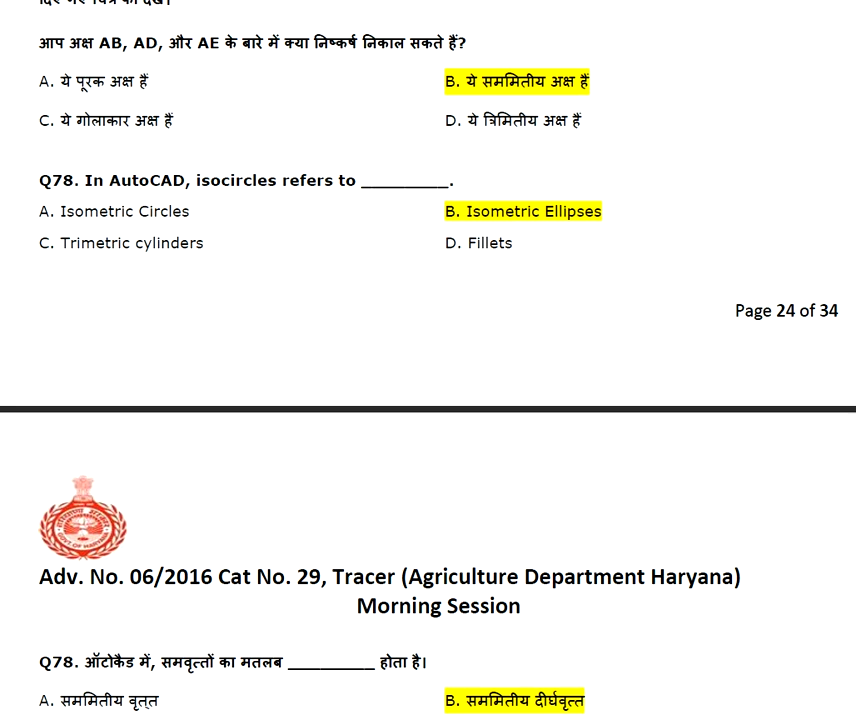 आप अक्ष AB, AD, और AE के बारे में क्या निष्कर्ष निकाल सकते हैं?
A. ये पूरक अक्ष हैं B. ये सममितीय अक्ष हैं
C. ये गोलाकार अक्ष हैं D. ये त्रिमितीय अक्ष हैं
Q78. In AutoCAD, isocircles refers to __________.
A. Isometric Circles B. Isometric Ellipses
C. Trimetric cylinders D. Fillets
Page 24 of 34
Adv. No. 06/2016 Cat No. 29, Tracer (Agriculture Department Haryana)
Morning Session
Q78. ऑटोकैड में, समवृत्तों का मतलब __________ होता है।
A. सममितीय वृत्त B. सममितीय दीर्घवृत्त